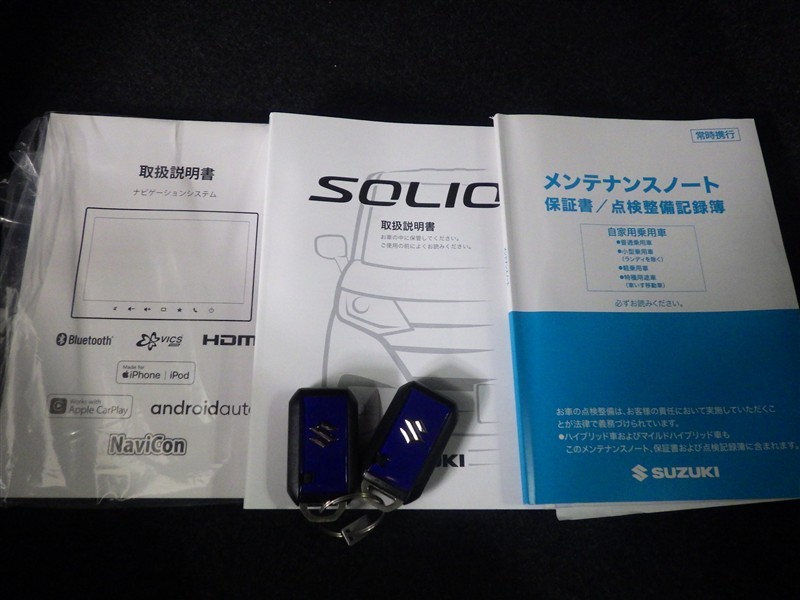 取扱説明書
ナビゲーションシステム
Bluetooth
VICS
HDMI
Made for
iPhone | iPod
Works with
Apple CarPlay
androidauto
NaviCon
SOLIO
取扱説明書
お車の中に保管してください。
ご使用の前によくお読みください。
UKI
常時携行
メンテナンスノート
保証書/点検整備記録簿
自家用乗用車
●普通乗用車
●小型乗用車
(ランディを除く)
●軽乗用車
●特種用途車
(車いす移動車)
必ずお読みください。
お車の点検整備は、お客様の責任において実施していただくこ
とが法律で義務づけられています。
●ハイブリッド車およびマイルドハイブリッド車も
このメンテナンスノート、保証書および点検記録簿に含まれます。
SUZUKI